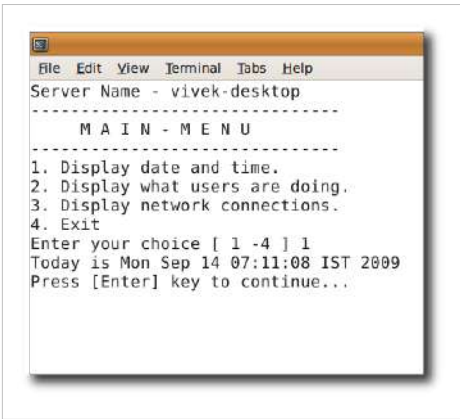 File Edit View Terminal Tabs Help
Server Name - vivek-desktop
-------------------------------
M A I N - M E N U
-------------------------------
1. Display date and time.
2. Display what users are doing.
3. Display network connections.
4. Exit
Enter your choice [ 1 -4 ] 1
Today is Mon Sep 14 07:11:08 IST 2009
Press [Enter] key to continue...